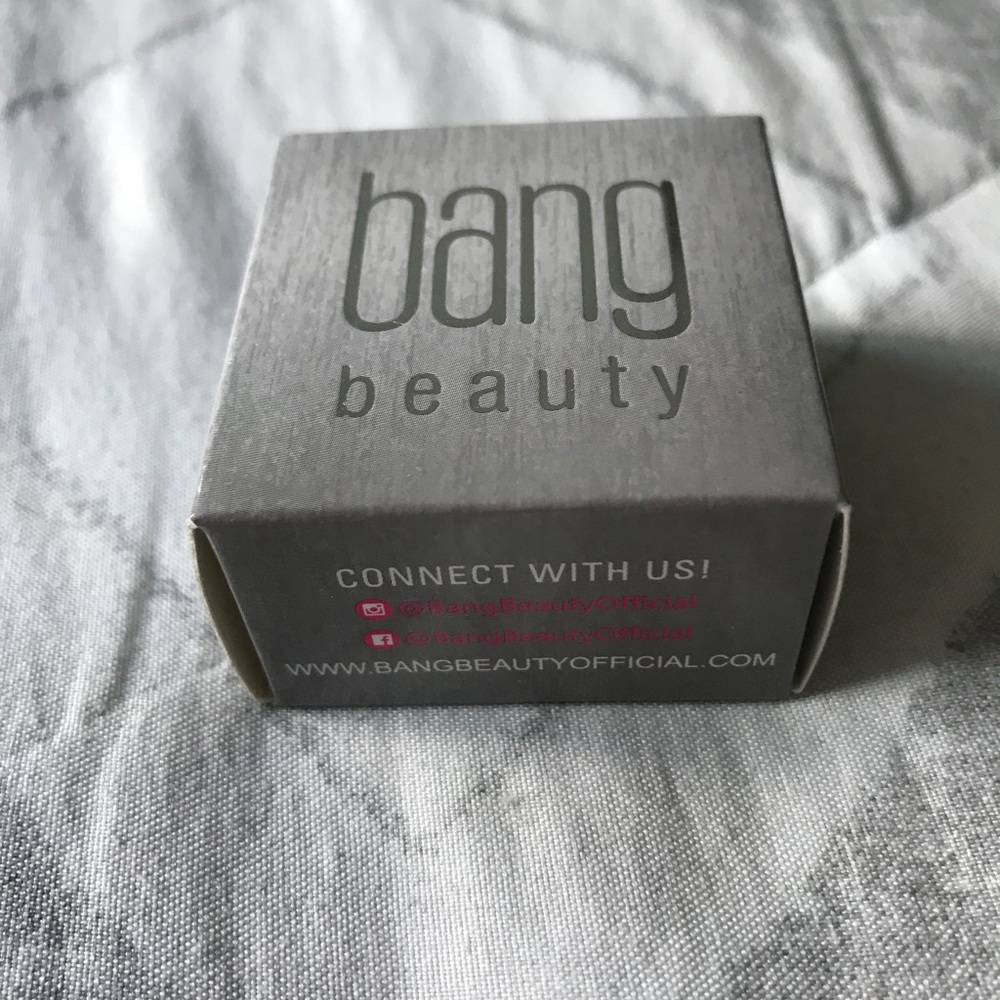 bang
beauty
CONNECT WITH US!
@BangBeautyOfficial
@BangBeautyOfficial
WWW.BANGBEAUTYOFFICIAL.COM